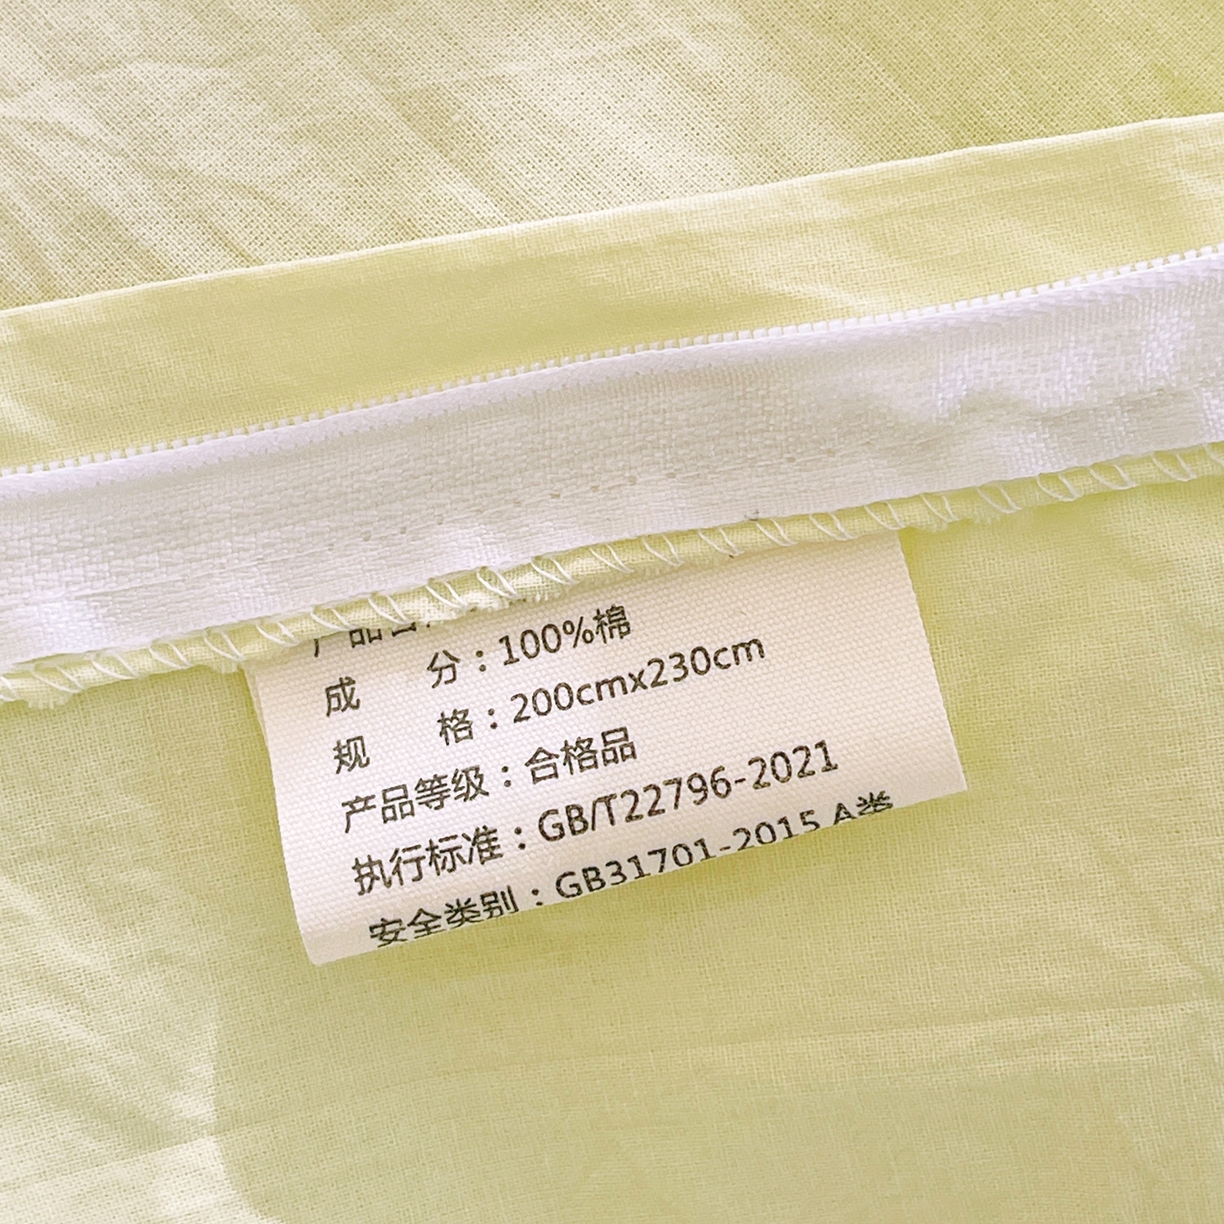 成 分：100%棉
规 格：200cmx230cm
产品等级：合格品
执行标准：GB/T22796-2021
安全类别：GB31701-2015 A类